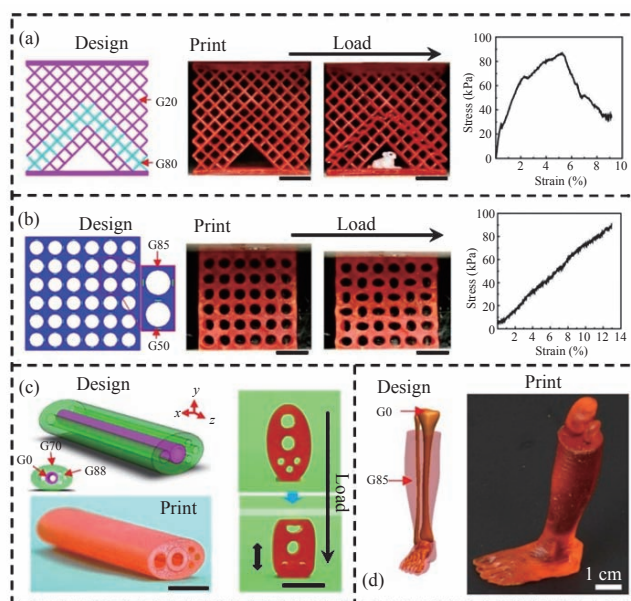 (a)
Design
Print
Load
G20
G80
Stress (kPa)
100
80
60
40
20
0
2
4
6
8
10
Strain (%)
(b)
Design
Print
Load
G85
G50
Stress (kPa)
100
80
60
40
20
0
0
2
4
6
8
10
12
14
Strain (%)
(c)
Design
y
x
z
G70
G0
G88
Print
Load
(d)
Design
Print
G0
G85
1 cm